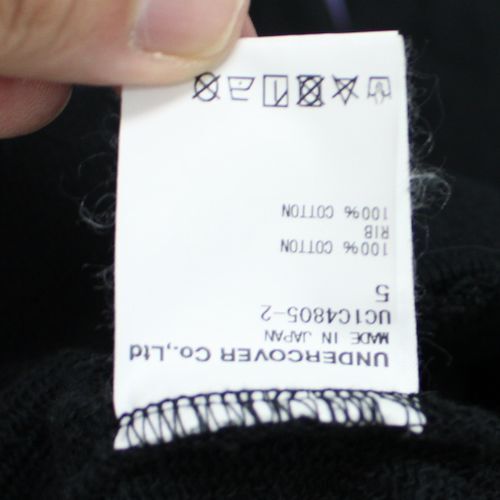 UNDERCOVER Co.,Ltd
MADE IN JAPAN
UC1C4805-2
5
100% COTTON
RIB
100% COTTON